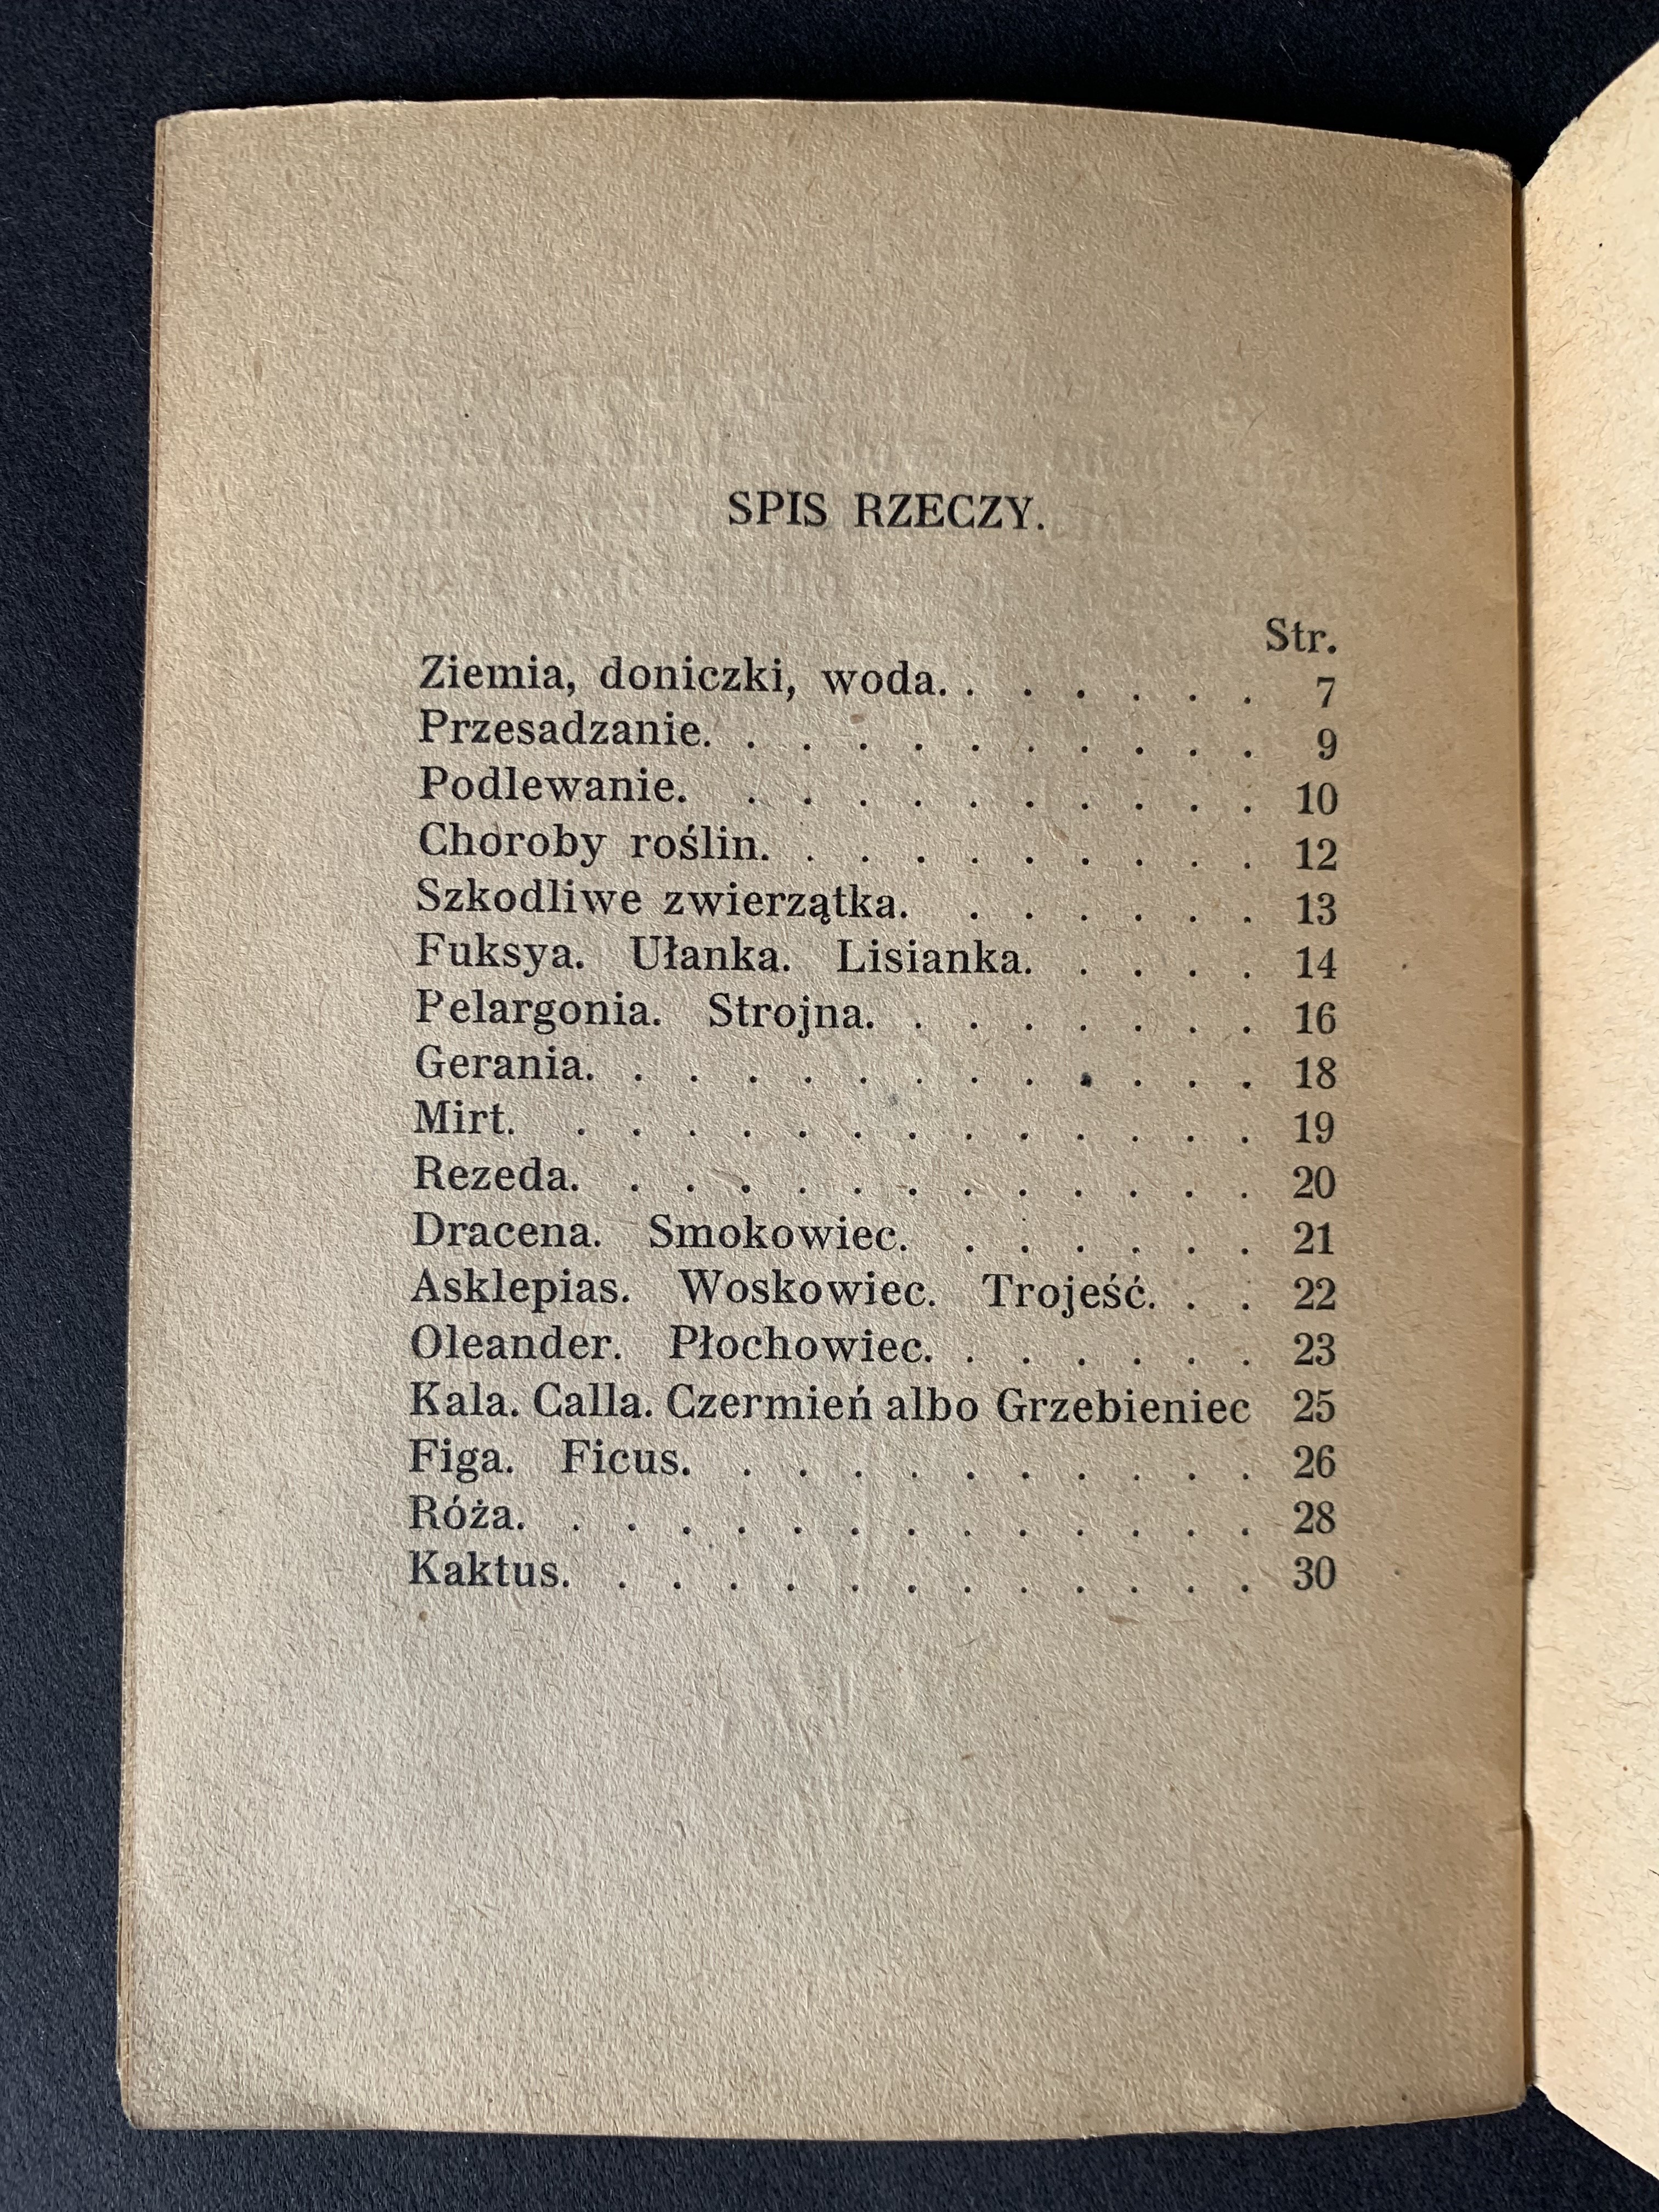 SPIS RZECZY.
Str.
Ziemia, doniczki, woda. . . . . . . 7
Przesadzanie. . . . . . . . . . . 9
Podlewanie. . . . . . . . . . . 10
Choroby roślin. . . . . . . . . . 12
Szkodliwe zwierzątka. . . . . . . 13
Fuksya. Ułanka. Lisianka. . . . . 14
Pelargonia. Strojna. . . . . . . . 16
Gerania. . . . . . . . . . . . . 18
Mirt. . . . . . . . . . . . . . 19
Rezeda. . . . . . . . . . . . . 20
Dracena. Smokowiec. . . . . . . 21
Asklepias. Woskowiec. Trojeść. . . 22
Oleander. Płochowiec. . . . . . . 23
Kala. Calla. Czermień albo Grzebieniec 25
Figa. Ficus. . . . . . . . . . . 26
Róża. . . . . . . . . . . . . . 28
Kaktus. . . . . . . . . . . . . 30